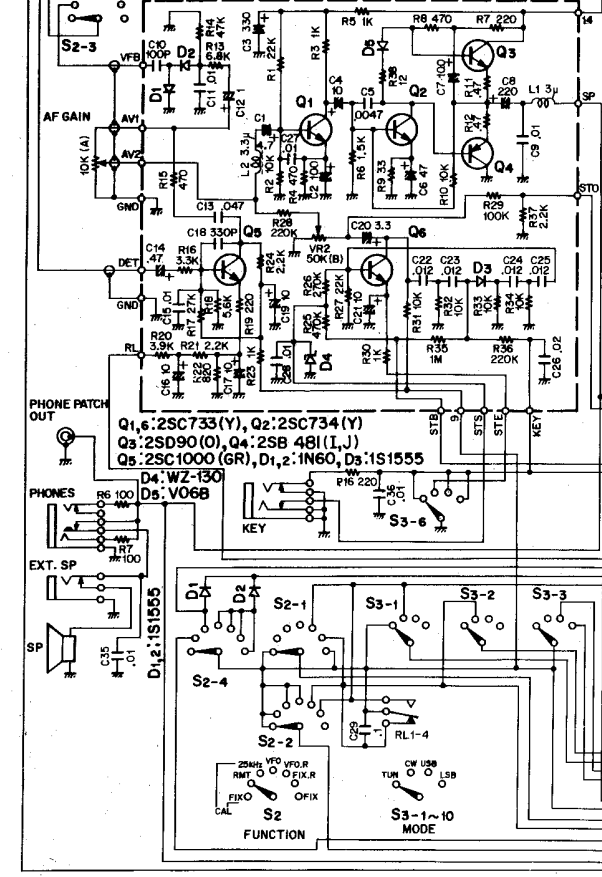 S2-3
C10
100P
D2
R14
47K
R13
6.8K
C3 330
R5 1K
R8 470
R7 220
14
VFB
D1
C11 .01
C12 1
R1 22K
R3 1K
C4
10
D5
R38
12
C7 100
Q3
R11
.47
C8
220
L1 3μ
SP
AF GAIN
10K (A)
AV1
AV2
GND
R15
470
C1
4.7
L2 3.3μ
Q1
C27
.01
R2 10K
R4 470
C2 100
C5
.0047
R6 1.5K
Q2
R9 33
C6 47
R10 10K
R12
.47
Q4
C9 .01
STO
C13 .047
C18 330P
R28
220K
VR2
50K(B)
C20 3.3
R29
100K
R37
2.2K
DET
GND
RL
C14
.47
R16
3.3K
Q5
R24
2.2K
C15 .01
R17 27K
R18
5.6K
R19 220
C19 10
R26
270K
R25
470K
R27 22K
C21 10
Q6
C22
.012
C23
.012
D3
C24
.012
C25
.012
R31 10K
R32
10K
R33
10K
R34
10K
R20
3.9K
R21 2.2K
C16 10
R22
820
C17 10
R23 1K
C28 .01
D4
R30
1K
R35
1M
R36
220K
C26 .02
STB
9
STS
STE
KEY
PHONE PATCH
OUT
Q1,6:2SC733(Y), Q2:2SC734(Y)
Q3:2SD90(O), Q4:2SB 481(I,J)
Q5:2SC1000(GR), D1,2:1N60, D3:1S1555
D4:WZ-130
D5:V06B
PHONES
R6 100
R7
100
KEY
R16 220
C36
.01
S3-6
EXT. SP
SP
C35
.01
D1,2:1S1555
D1
D2
S2-4
S2-1
S3-1
S3-2
S3-3
S2-2
C29
.1
RL1-4
25kHz
VFO
VFO.R
RMT
FIX.R
FIX
FIX
CAL
S2
FUNCTION
CW
USB
TUN
LSB
S3-1~10
MODE